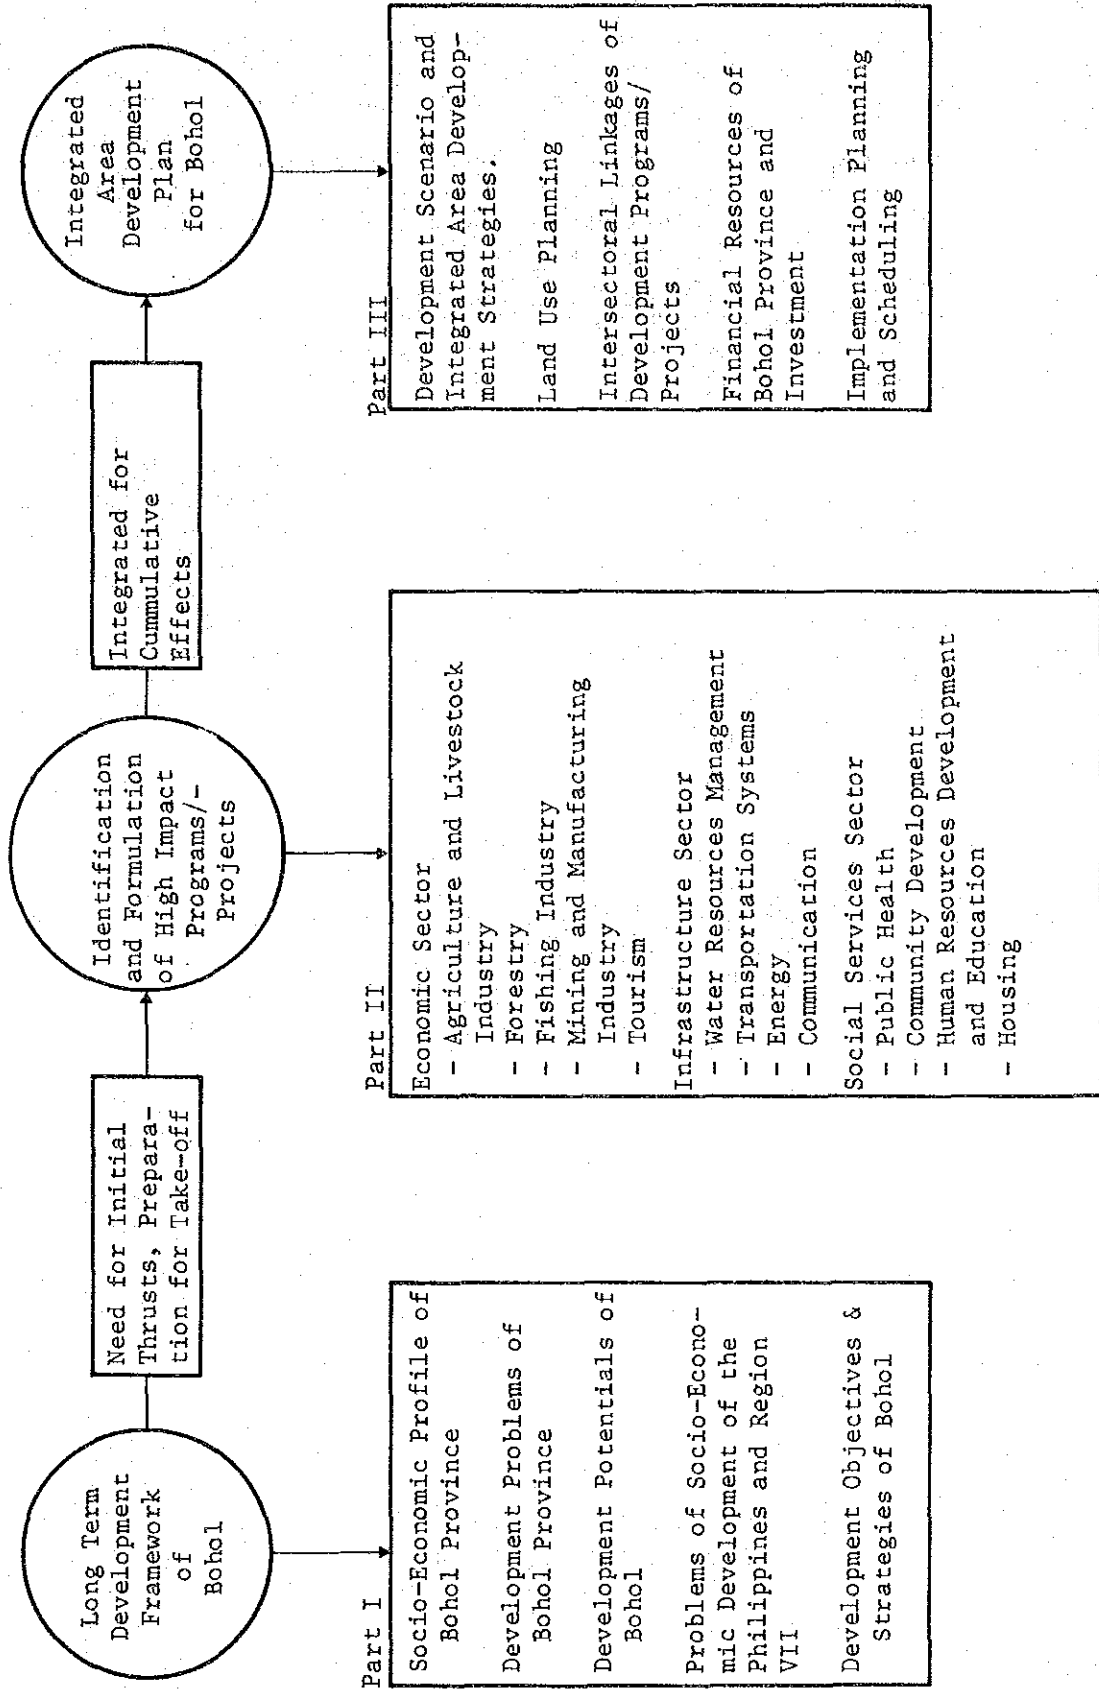 Long Term
Development
Framework
of
Bohol
Need for Initial
Thrusts, Prepara-
tion for Take-off
Identification
and Formulation
of High Impact
Programs/-
Projects
Integrated for
Cummulative
Effects
Integrated
Area
Development
Plan
for Bohol
Part I
Socio-Economic Profile of
Bohol Province
Development Problems of
Bohol Province
Development Potentials of
Bohol
Problems of Socio-Econo-
mic Development of the
Philippines and Region
VII
Development Objectives &
Strategies of Bohol
Part II
Economic Sector
- Agriculture and Livestock
Industry
- Forestry
- Fishing Industry
- Mining and Manufacturing
Industry
- Tourism
Infrastructure Sector
- Water Resources Management
- Transportation Systems
- Energy
- Communication
Social Services Sector
- Public Health
- Community Development
- Human Resources Development
and Education
- Housing
Part III
Development Scenario and
Integrated Area Develop-
ment Strategies.
Land Use Planning
Intersectoral Linkages of
Development Programs/
Projects
Financial Resources of
Bohol Province and
Investment
Implementation Planning
and Scheduling